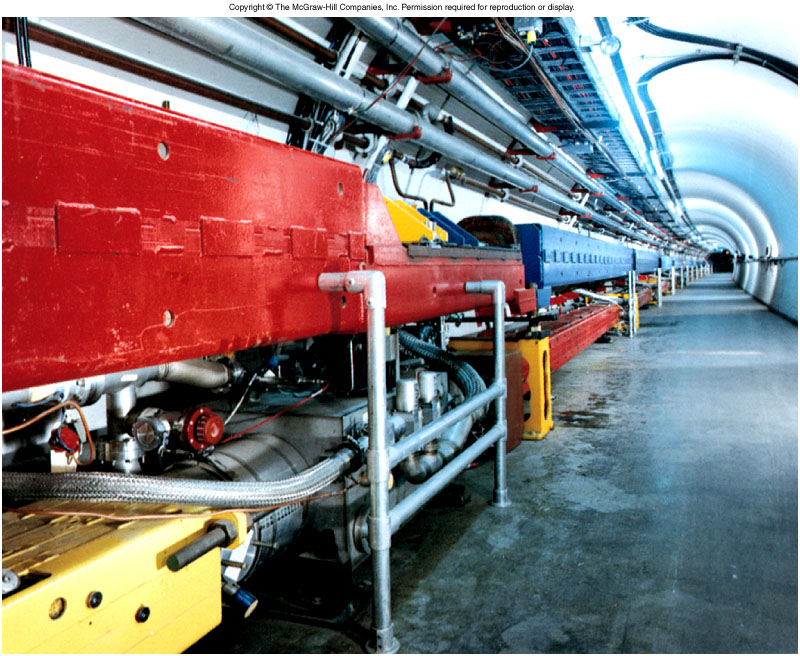 Copyright © The McGraw-Hill Companies, Inc. Permission required for reproduction or display.